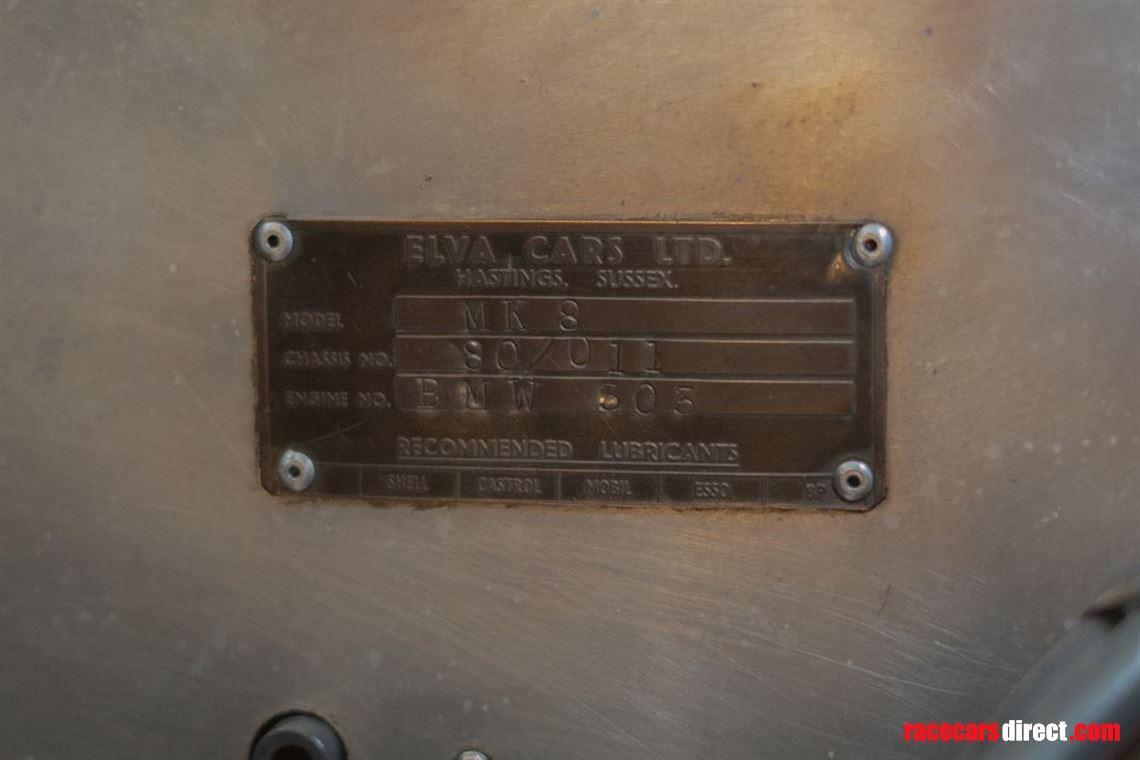 ELVA CARS LTD.
HASTINGS. SUSSEX.
MODEL MK 8
CHASSIS NO. 80/011
ENGINE NO. BMW 303
RECOMMENDED LUBRICANTS
SHELL CASTROL MOBIL ESSO BP
racecarsdirect.com